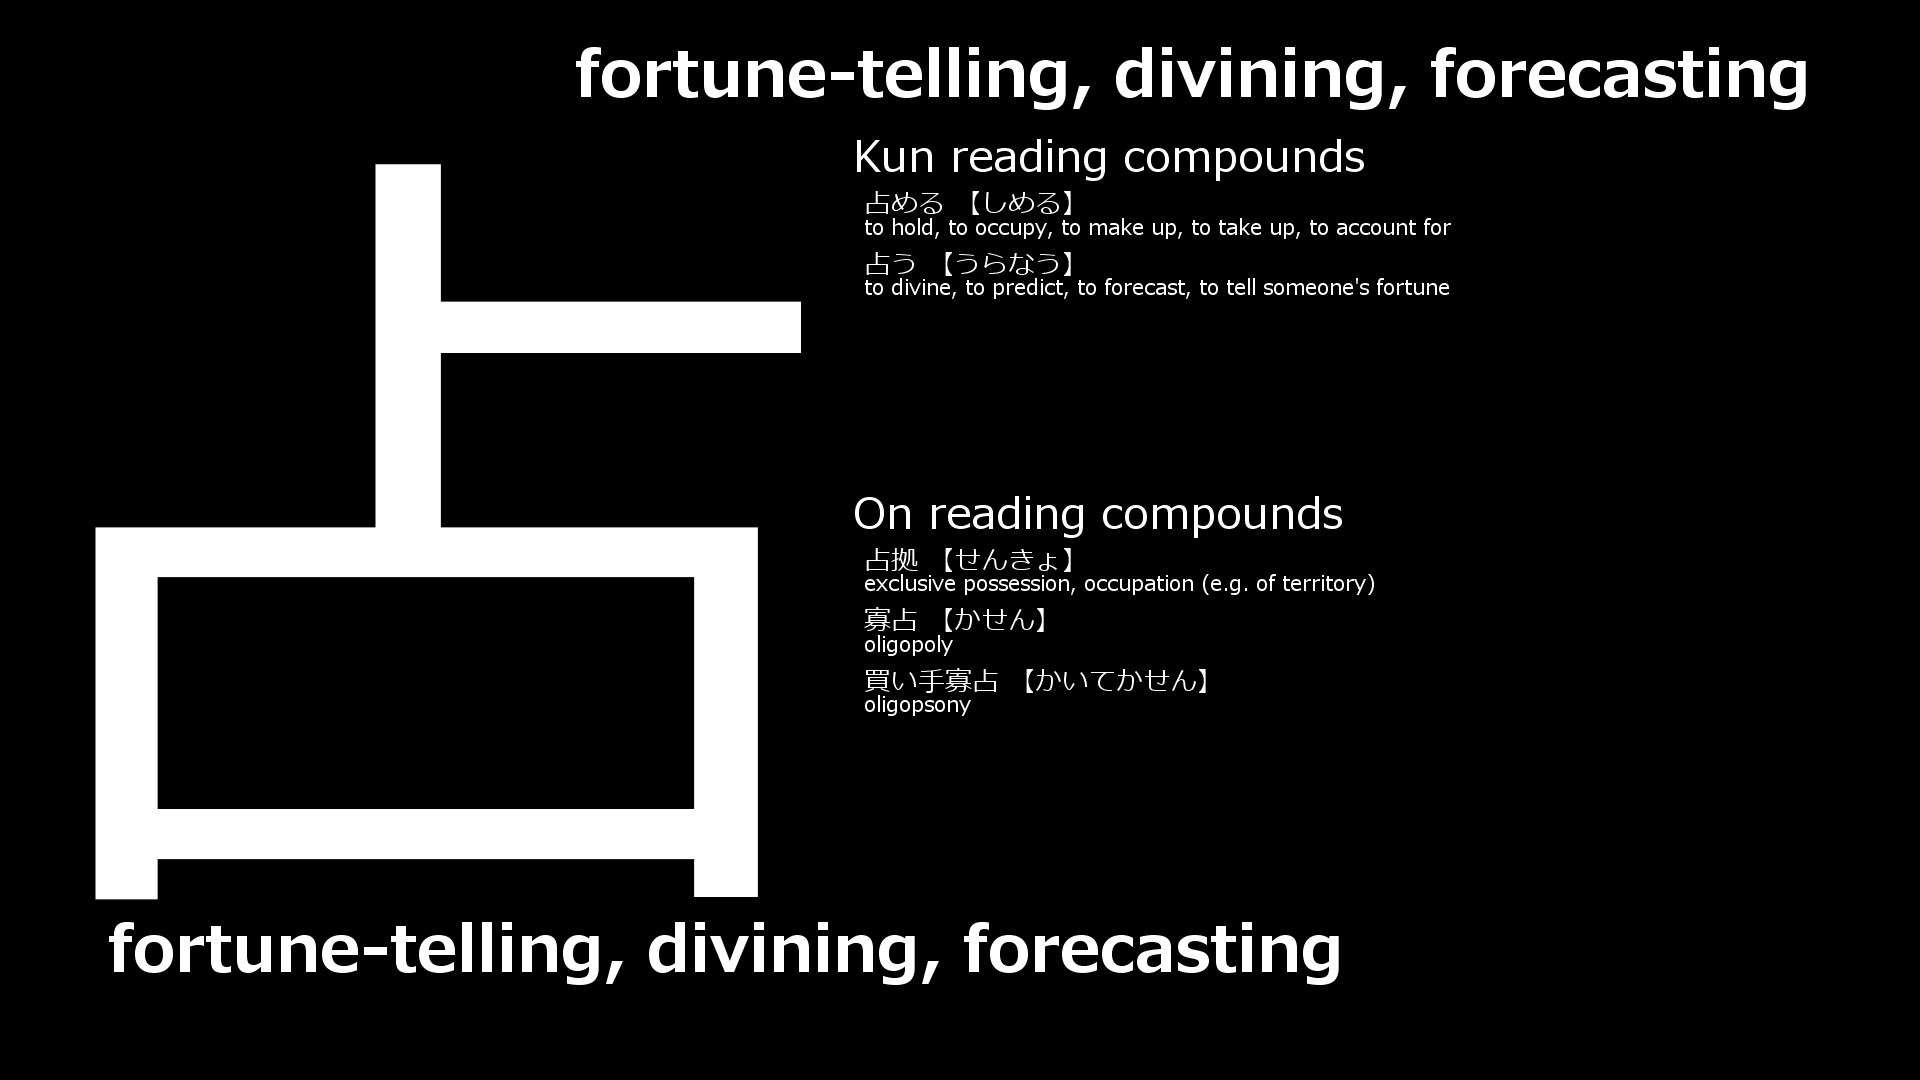 fortune-telling, divining, forecasting
占
Kun reading compounds
占める 【しめる】
to hold, to occupy, to make up, to take up, to account for
占う 【うらなう】
to divine, to predict, to forecast, to tell someone's fortune
On reading compounds
占拠 【せんきょ】
exclusive possession, occupation (e.g. of territory)
寡占 【かせん】
oligopoly
買い手寡占 【かいてかせん】
oligopsony
fortune-telling, divining, forecasting